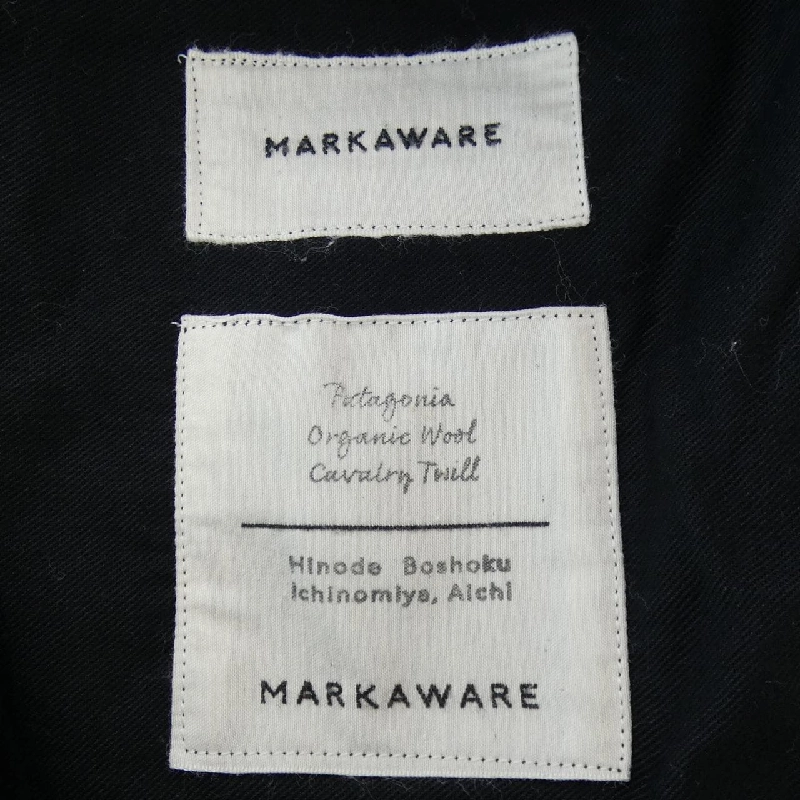 MARKAWARE
Patagonia
Organic Wool
Cavalry Twill
Hinode Boshoku
Ichinomiya, Aichi
MARKAWARE